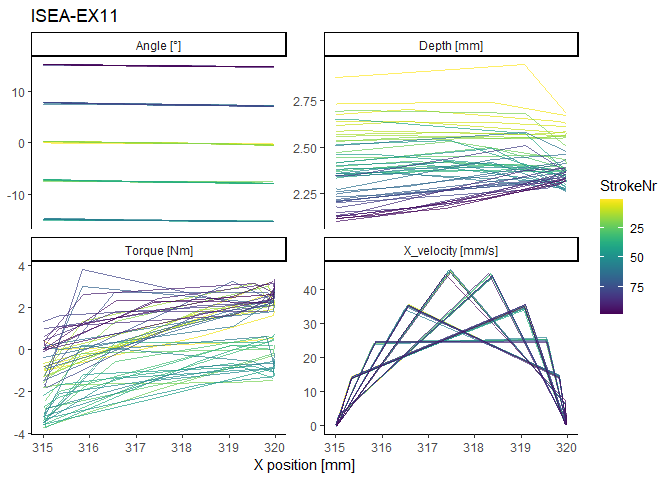 ISEA-EX11
Angle [°]
Depth [mm]
10
0
-10
2.75
2.50
2.25
StrokeNr
25
50
75
Torque [Nm]
X_velocity [mm/s]
4
2
0
-2
-4
40
30
20
10
0
315 316 317 318 319 320
315 316 317 318 319 320
X position [mm]